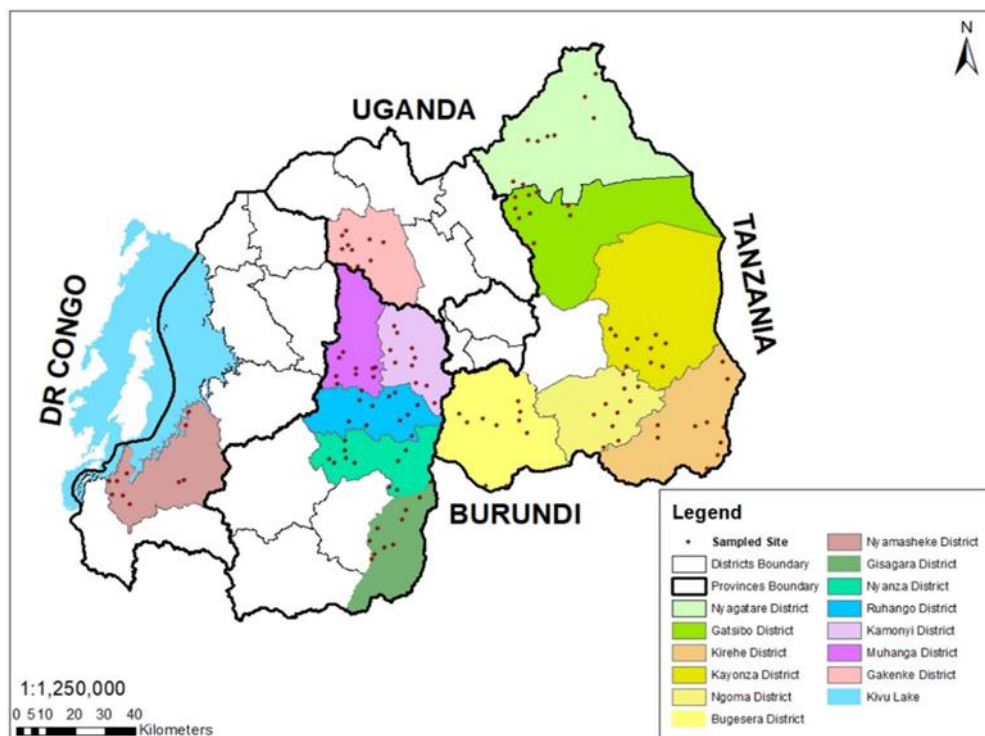 N
UGANDA
TANZANIA
DR CONGO
BURUNDI
Legend
Sampled Site
Districts Boundary
Provinces Boundary
Nyagatare District
Gatsibo District
Kirehe District
Kayonza District
Ngoma District
Bugesera District
Nyamasheke District
Gisagara District
Nyanza District
Ruhango District
Kamonyi District
Muhanga District
Gakenke District
Kivu Lake
1:1,250,000
0 5 10 20 30 40
Kilometers